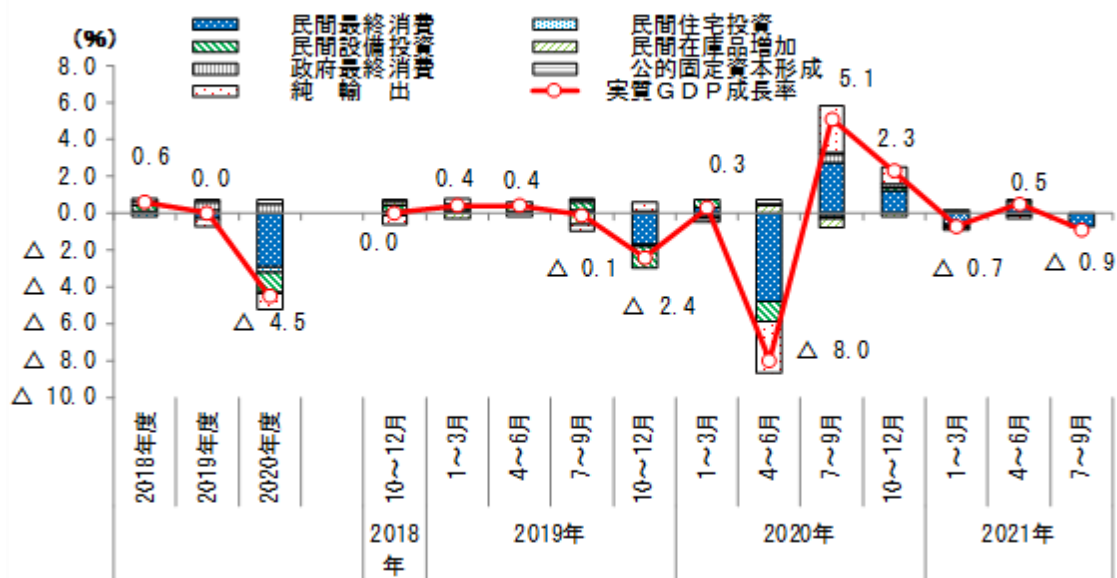 (%)
民間最終消費 民間住宅投資
民間設備投資 民間在庫品増加
政府最終消費 公的固定資本形成
純 輸 出 実質GDP成長率
8.0
6.0
4.0
2.0
0.0
△ 2.0
△ 4.0
△ 6.0
△ 8.0
△ 10.0
0.6
0.0
△ 4.5
0.0
0.4
0.4
△ 0.1
△ 2.4
0.3
△ 8.0
5.1
2.3
△ 0.7
0.5
△ 0.9
2018年度
2019年度
2020年度
10~12月
1~3月
4~6月
7~9月
10~12月
1~3月
4~6月
7~9月
10~12月
1~3月
4~6月
7~9月
2018
年
2019年
2020年
2021年